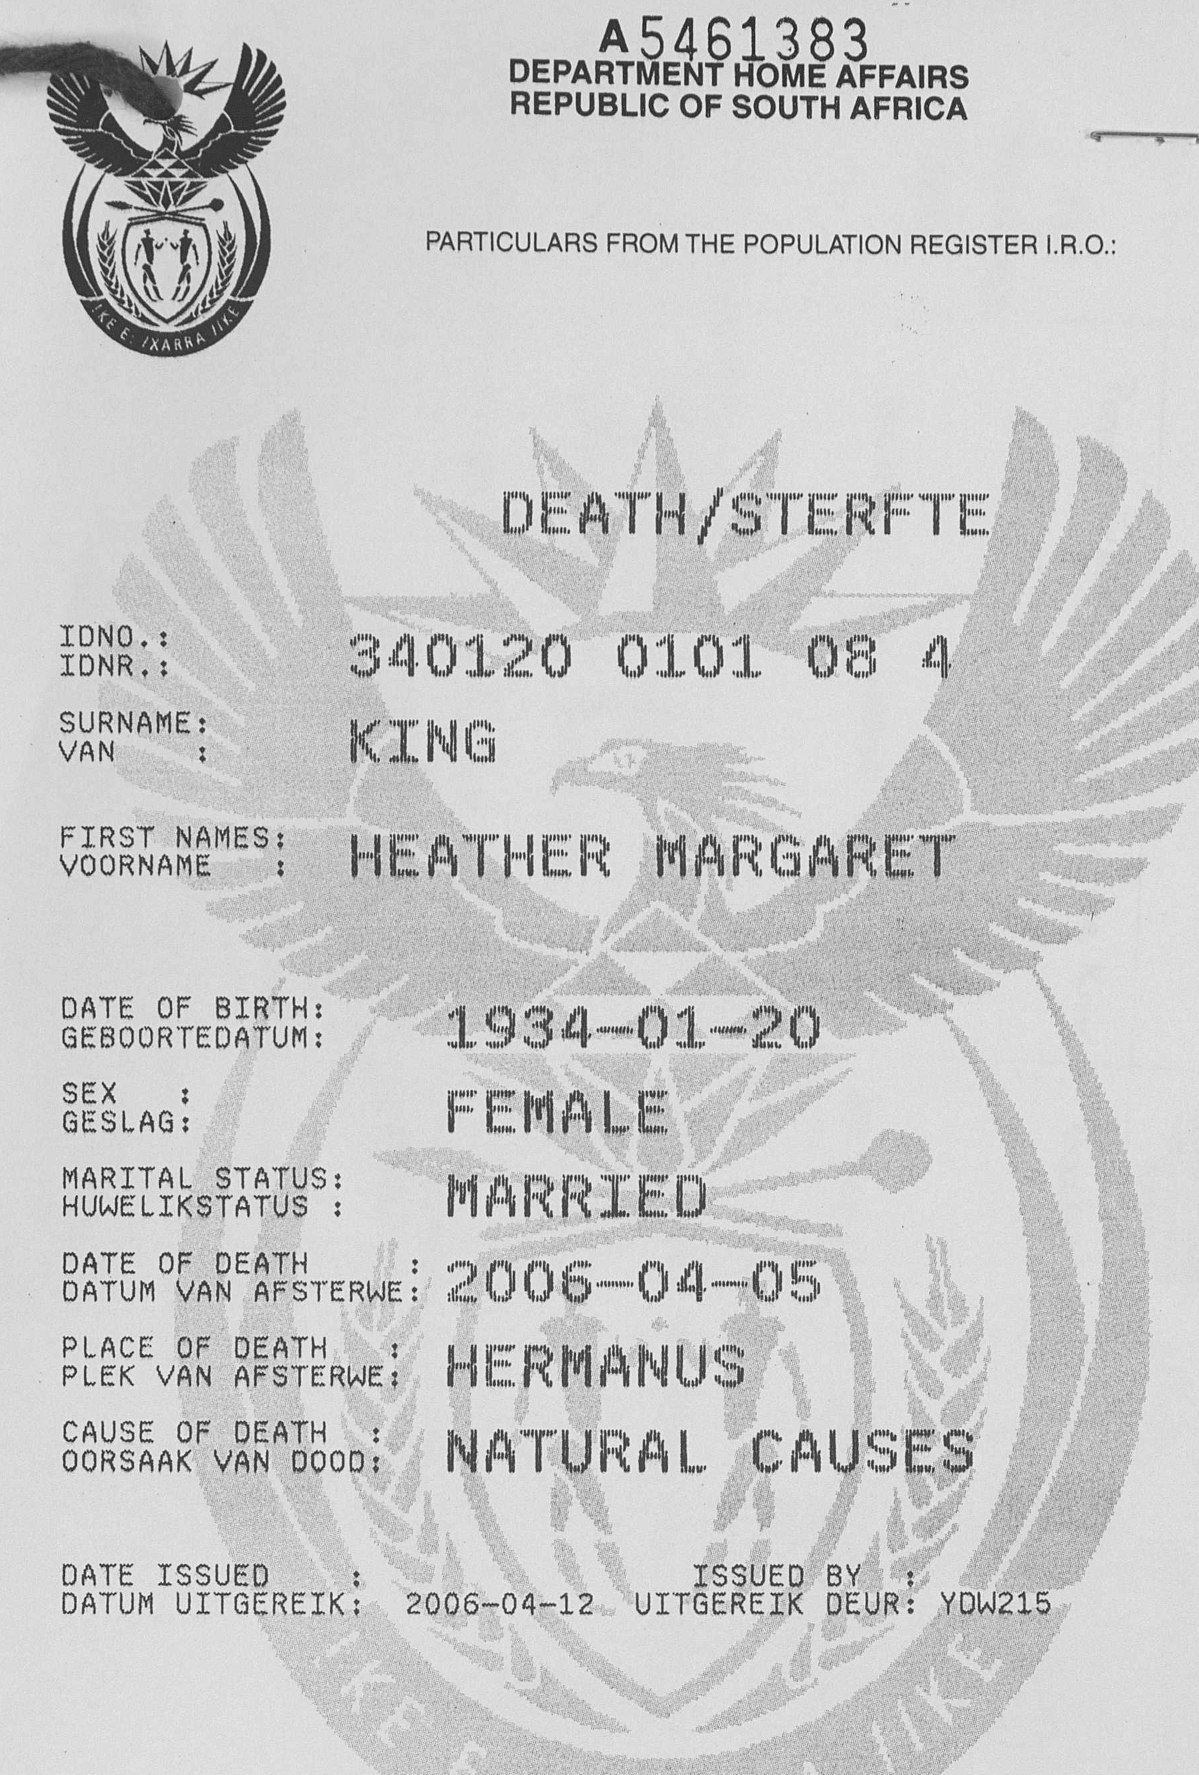 A5461383
DEPARTMENT HOME AFFAIRS
REPUBLIC OF SOUTH AFRICA
!KE E: /XARRA //KE
PARTICULARS FROM THE POPULATION REGISTER I.R.O.:
DEATH/STERFTE
IDNO.:
IDNR.: 340120 0101 08 4
SURNAME:
VAN : KING
FIRST NAMES:
VOORNAME : HEATHER MARGARET
DATE OF BIRTH:
GEBOORTEDATUM: 1934-01-20
SEX :
GESLAG: FEMALE
MARITAL STATUS:
HUWELIKSTATUS : MARRIED
DATE OF DEATH :
DATUM VAN AFSTERWE: 2006-04-05
PLACE OF DEATH :
PLEK VAN AFSTERWE: HERMANUS
CAUSE OF DEATH :
OORSAAK VAN DOOD: NATURAL CAUSES
DATE ISSUED : ISSUED BY :
DATUM UITGEREIK: 2006-04-12 UITGEREIK DEUR: YDW215